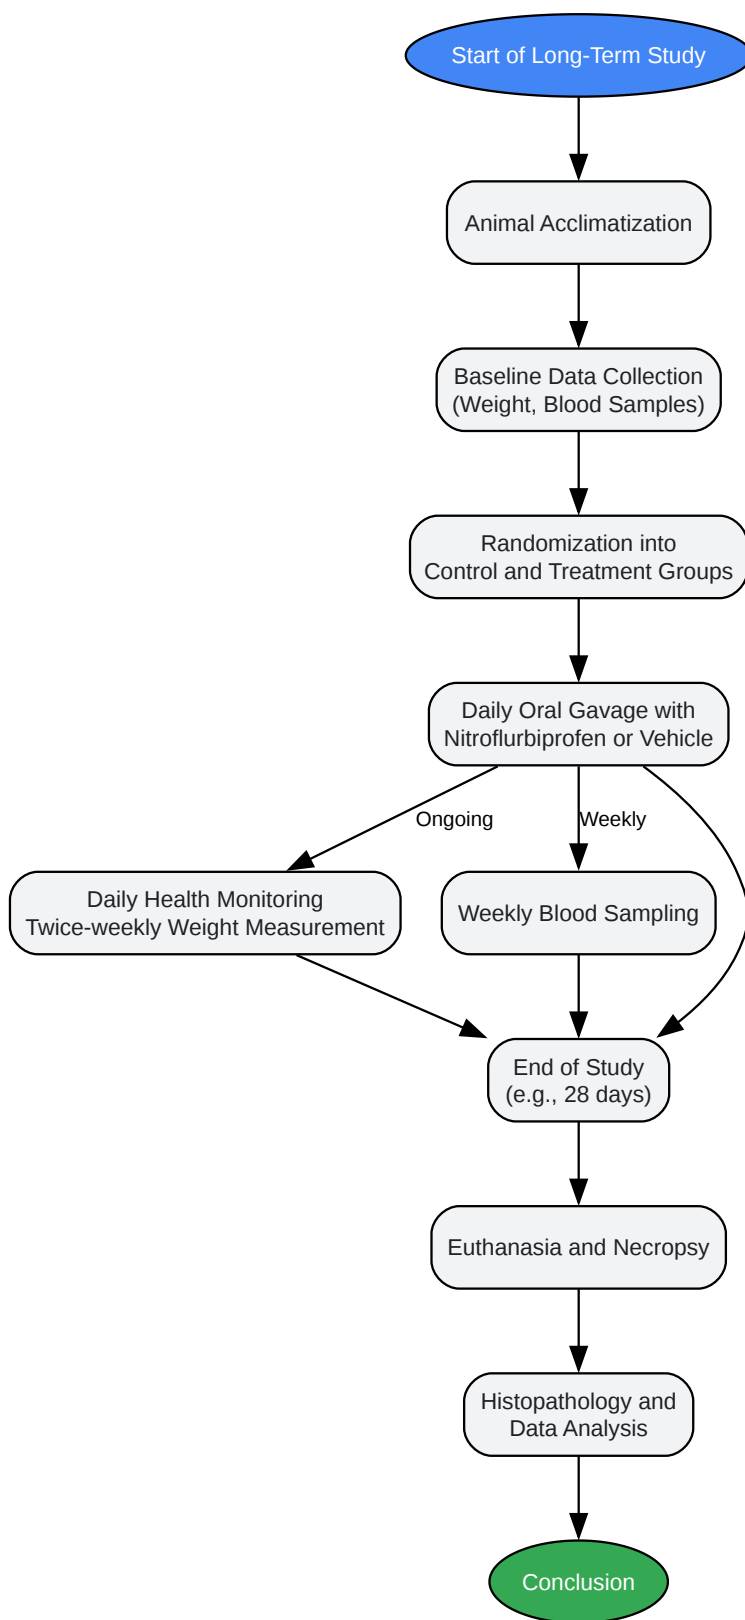 Start of Long-Term Study
Animal Acclimatization
Baseline Data Collection
(Weight, Blood Samples)
Randomization into
Control and Treatment Groups
Daily Oral Gavage with
Nitroflurbiprofen or Vehicle
Ongoing
Weekly
Daily Health Monitoring
Twice-weekly Weight Measurement
Weekly Blood Sampling
End of Study
(e.g., 28 days)
Euthanasia and Necropsy
Histopathology and
Data Analysis
Conclusion